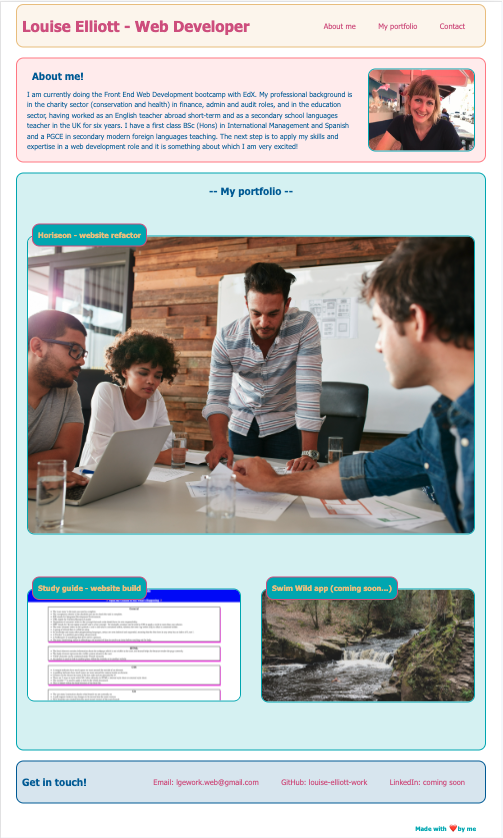 Louise Elliott - Web Developer
About me
My portfolio
Contact
About me!
I am currently doing the Front End Web Development bootcamp with EdX. My professional background is
in the charity sector (conservation and health) in finance, admin and audit roles, and in the education
sector, having worked as an English teacher abroad short-term and as a secondary school languages
teacher in the UK for six years. I have a first class BSc (Hons) in International Management and Spanish
and a PGCE in secondary modern foreign languages teaching. The next step is to apply my skills and
expertise in a web development role and it is something about which I am very excited!
-- My portfolio --
Horiseon - website refactor
Study guide - website build
Swim Wild app (coming soon...)
Get in touch!
Email: lgework.web@gmail.com
GitHub: louise-elliott-work
LinkedIn: coming soon
Made with ❤️by me